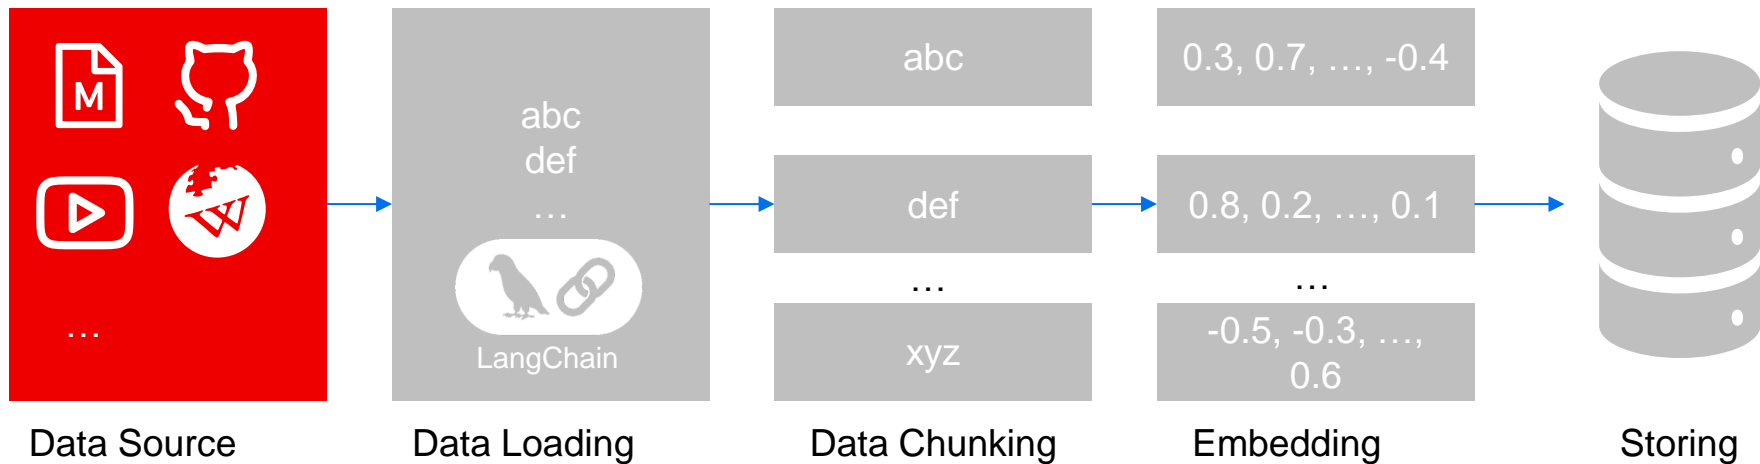 M
W
…
Data Source
abc
def
…
LangChain
Data Loading
abc
def
…
xyz
Data Chunking
0.3, 0.7, …, -0.4
0.8, 0.2, …, 0.1
…
-0.5, -0.3, …,
0.6
Embedding
Storing